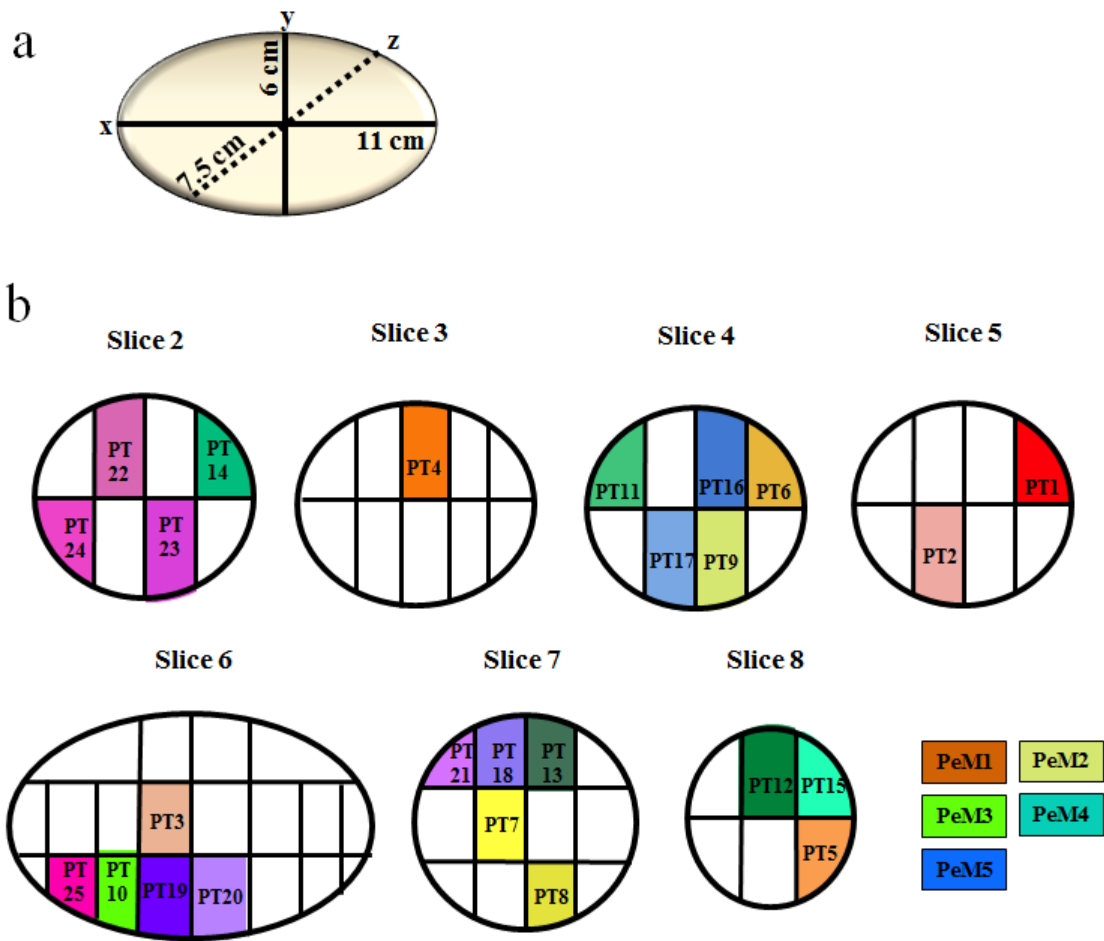 a
y
z
6 cm
x
11 cm
7.5 cm
b
Slice 2
Slice 3
Slice 4
Slice 5
PT
22
PT
14
PT
24
PT
23
PT4
PT11
PT16
PT6
PT17
PT9
PT1
PT2
Slice 6
Slice 7
Slice 8
PT3
PT
25
PT
10
PT19
PT20
PT
21
PT
18
PT
13
PT7
PT8
PT12
PT15
PT5
PeM1
PeM2
PeM3
PeM4
PeM5